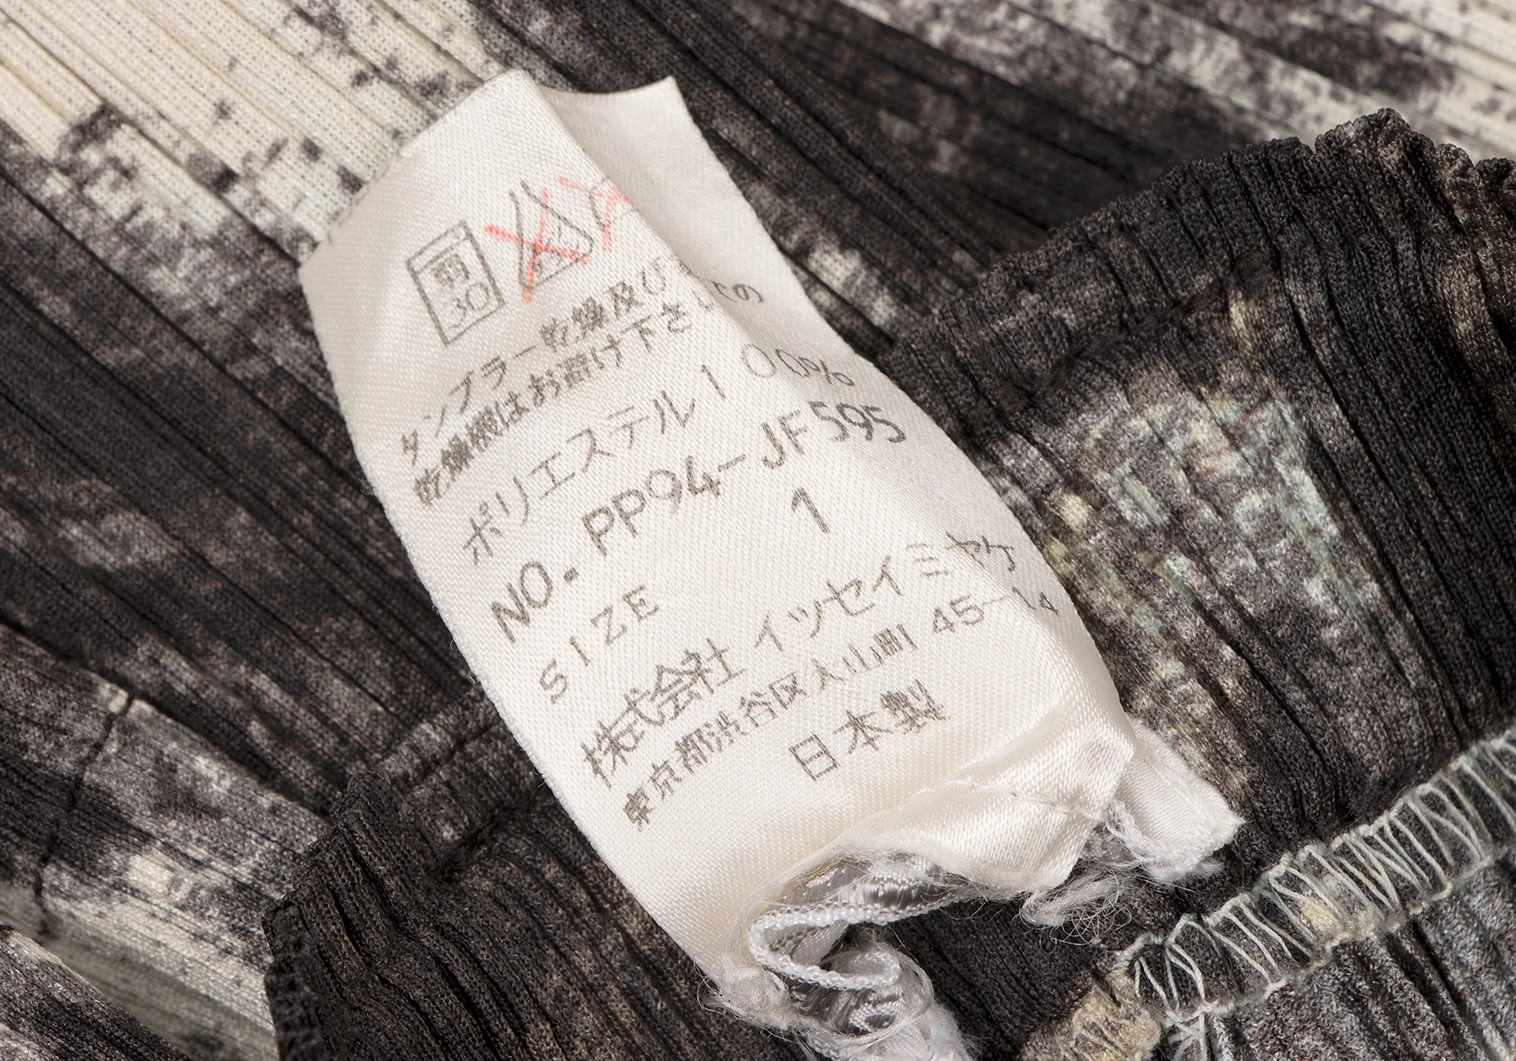 弱
30
タンブラー乾燥及び
乾燥機はお避け下さい
ポリエステル100%
NO. PP94-JF595
SIZE 1
株式会社 イッセイミヤケ
東京都渋谷区大山町 45-14
日本製